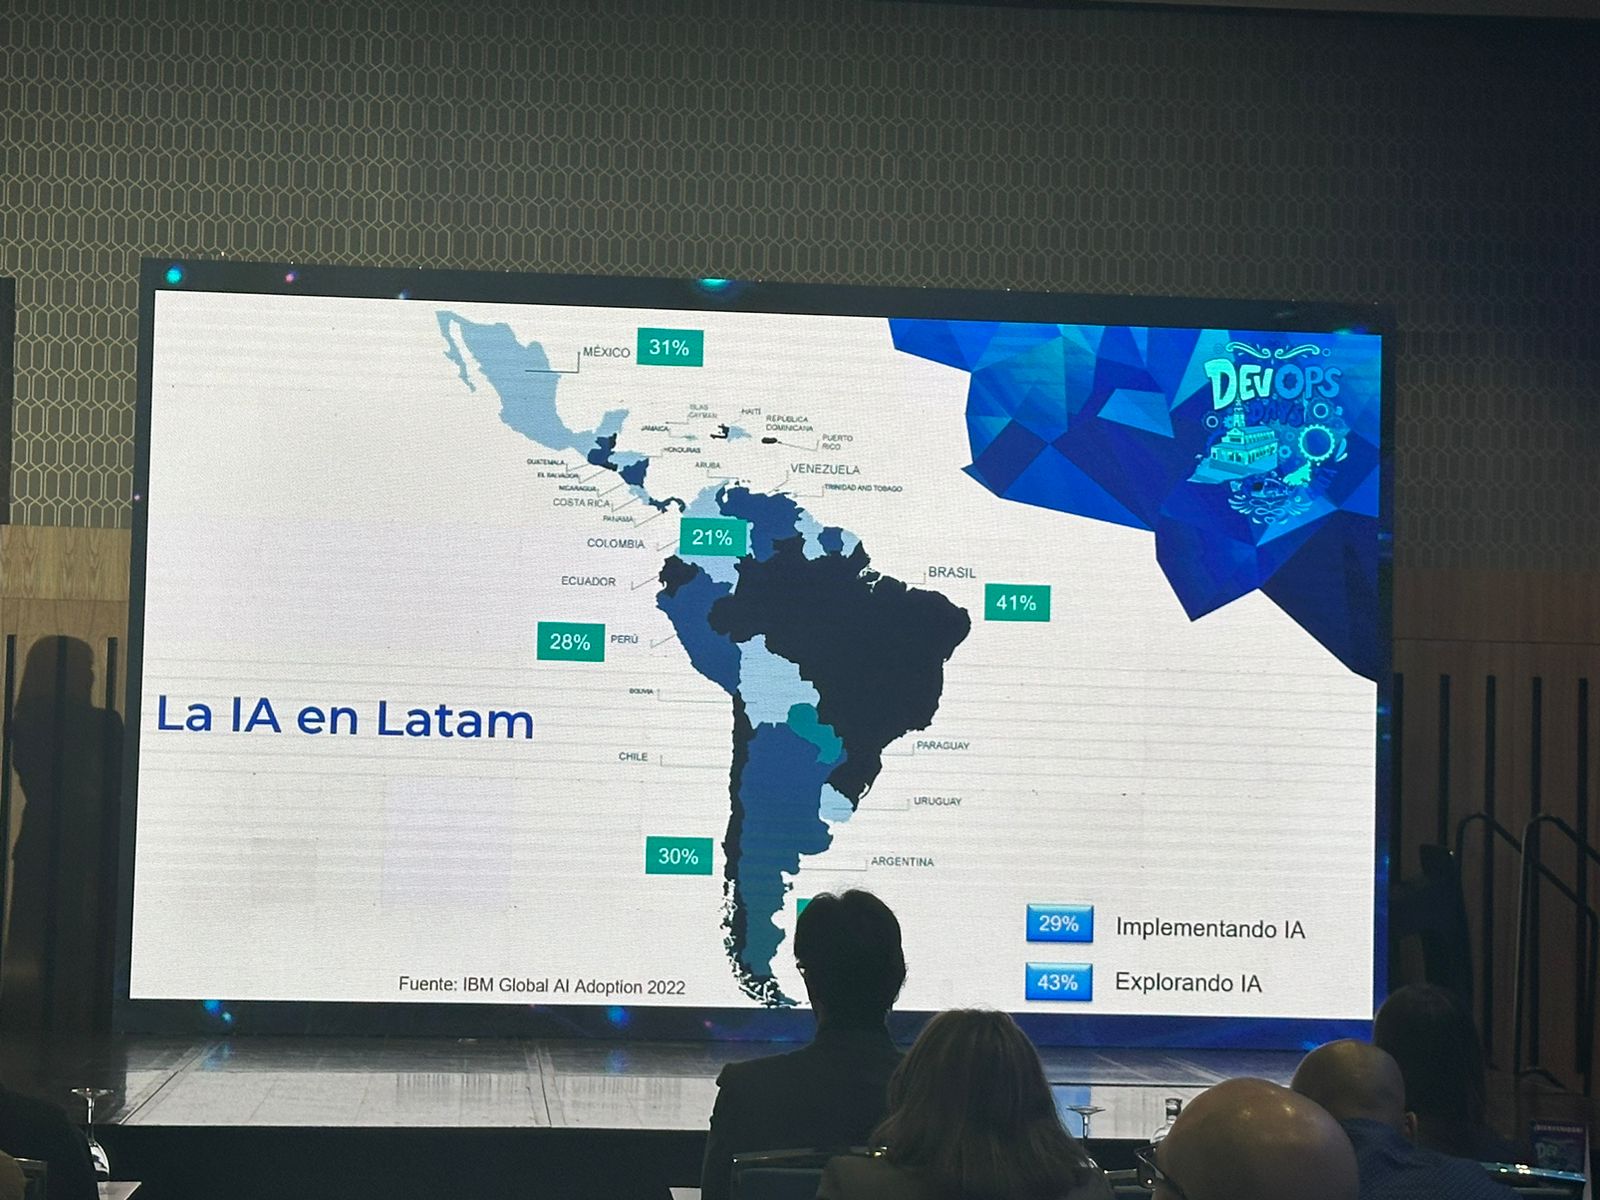 MÉXICO
31%
ISLAS
CAYMAN
HAITÍ
JAMAICA
REPÚBLICA
DOMINICANA
PUERTO
RICO
HONDURAS
GUATEMALA
EL SALVADOR
NICARAGUA
COSTA RICA
PANAMA
ARUBA
VENEZUELA
TRINIDAD AND TOBAGO
COLOMBIA
21%
ECUADOR
BRASIL
41%
28%
PERÚ
BOLIVIA
La IA en Latam
CHILE
PARAGUAY
URUGUAY
30%
ARGENTINA
29%
Implementando IA
43%
Explorando IA
Fuente: IBM Global AI Adoption 2022
DEVOPS
DAYS